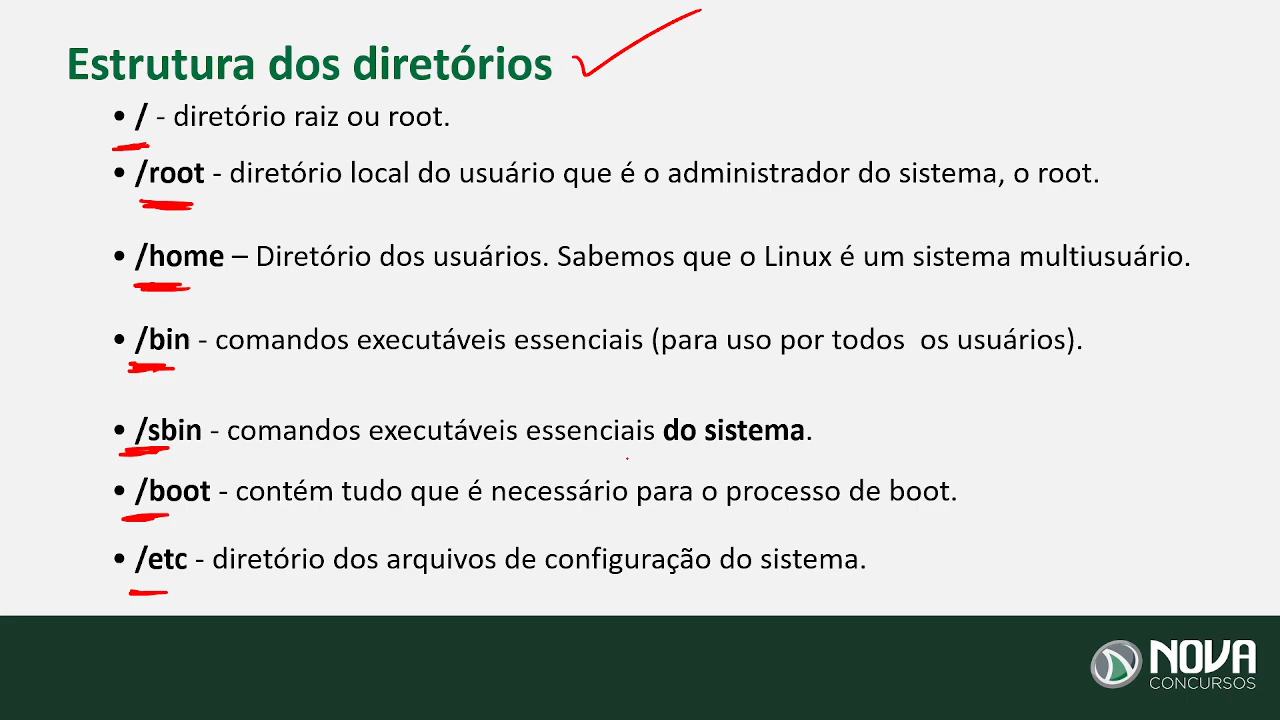 Estrutura dos diretórios
• / - diretório raiz ou root.
• /root - diretório local do usuário que é o administrador do sistema, o root.
• /home – Diretório dos usuários. Sabemos que o Linux é um sistema multiusuário.
• /bin - comandos executáveis essenciais (para uso por todos  os usuários).
• /sbin - comandos executáveis essenciais do sistema.
• /boot - contém tudo que é necessário para o processo de boot.
• /etc - diretório dos arquivos de configuração do sistema.
NOVA
CONCURSOS